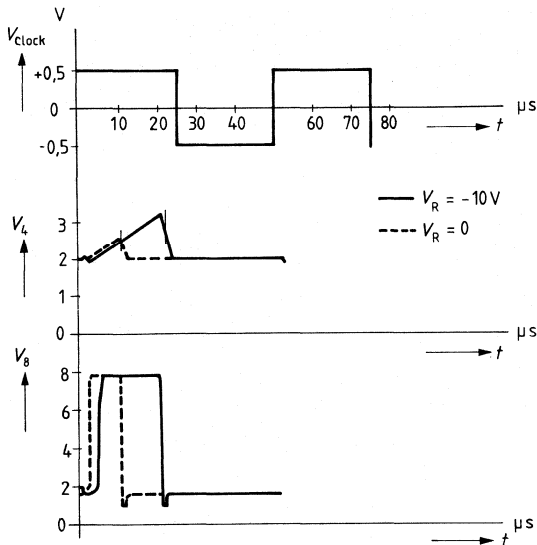 V
V_Clock
+0,5
0
-0,5
10 20 30 40 60 70 80
µs
t
V_R = -10 V
V_R = 0
V_4
3
2
1
0
µs
t
V_8
8
6
4
2
0
µs
t